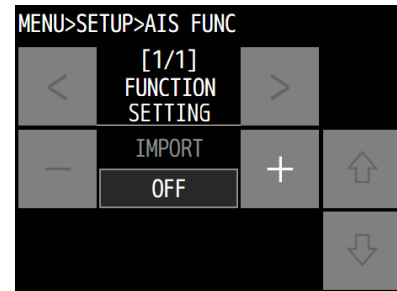 MENU>SETUP>AIS FUNC
[1/1]
FUNCTION
SETTING
< >
IMPORT
− +
OFF